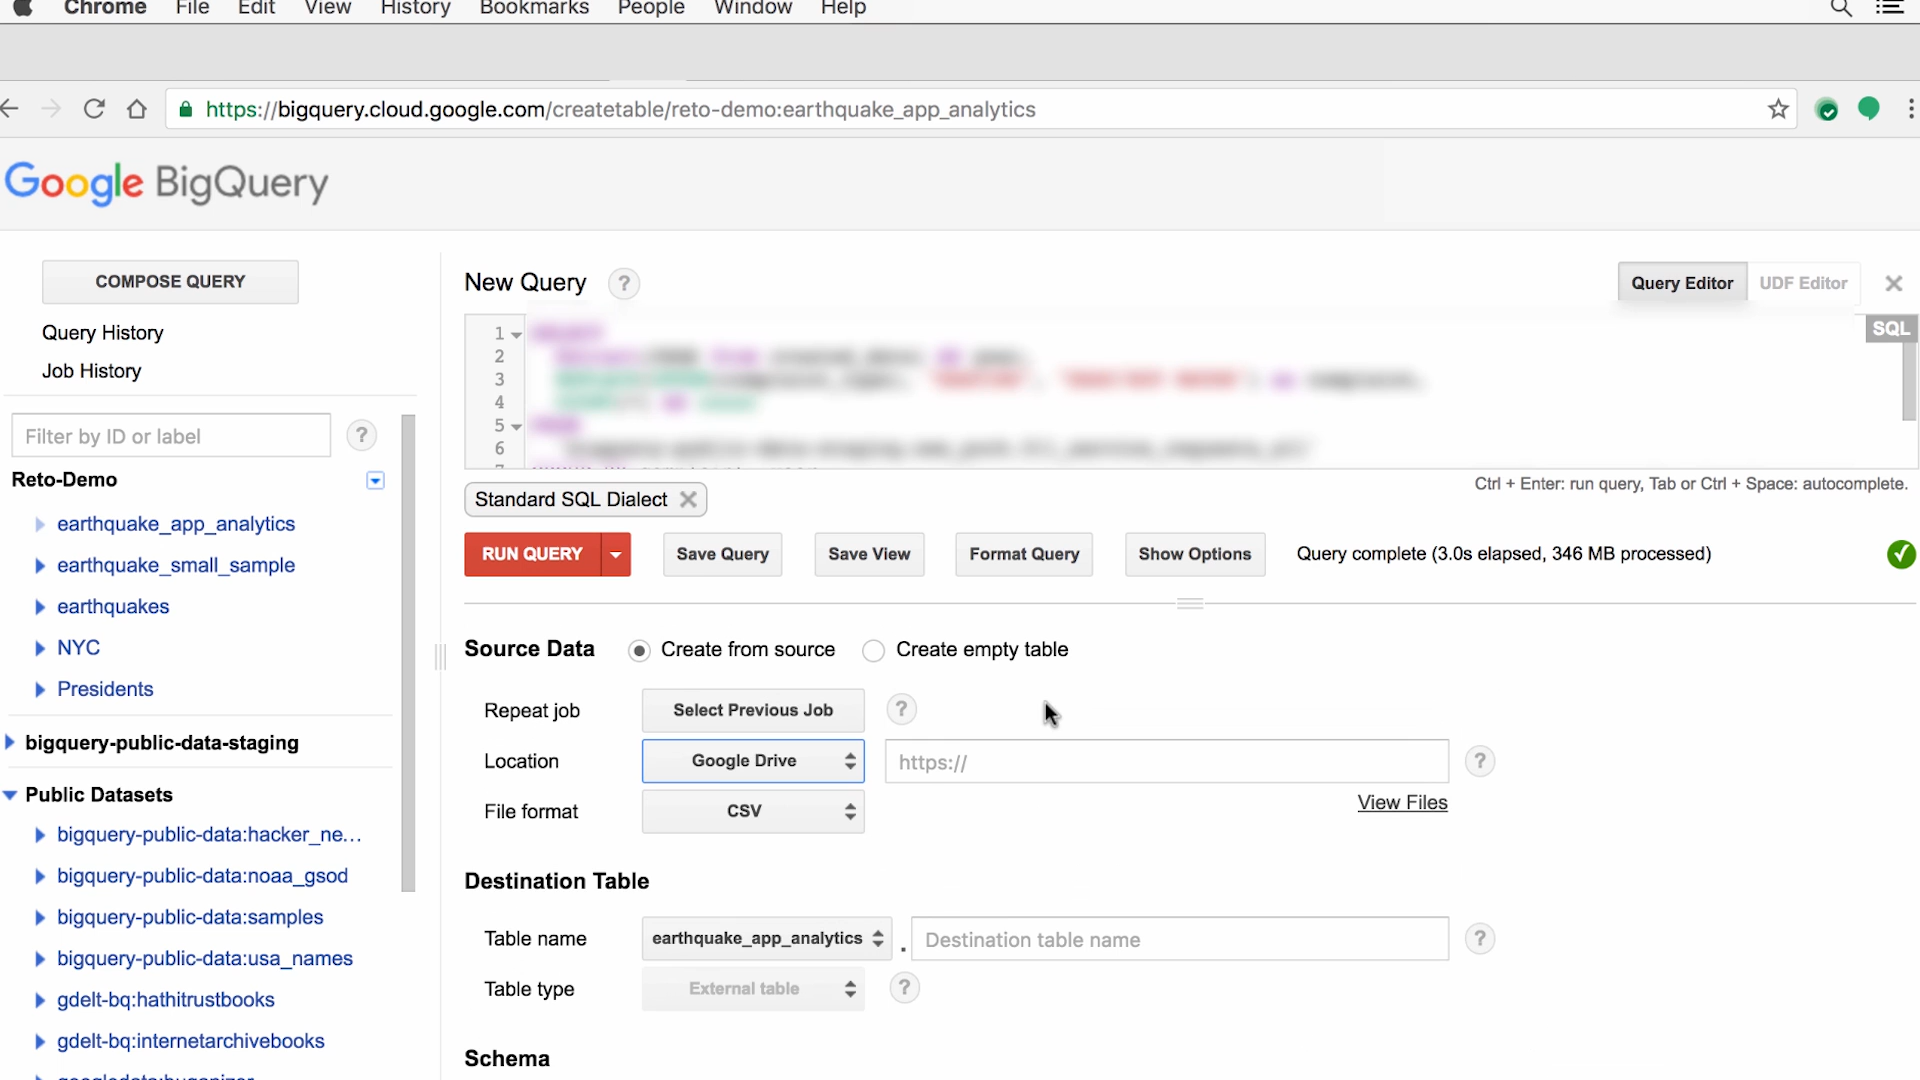 Chrome File Edit View History Bookmarks People Window Help
https://bigquery.cloud.google.com/createtable/reto-demo:earthquake_app_analytics
Google BigQuery
COMPOSE QUERY
Query History
Job History
Filter by ID or label ?
Reto-Demo
earthquake_app_analytics
earthquake_small_sample
earthquakes
NYC
Presidents
bigquery-public-data-staging
Public Datasets
bigquery-public-data:hacker_ne...
bigquery-public-data:noaa_gsod
bigquery-public-data:samples
bigquery-public-data:usa_names
gdelt-bq:hathitrustbooks
gdelt-bq:internetarchivebooks
New Query ?
Query Editor UDF Editor
SQL
1
2
3
4
5
6
Standard SQL Dialect
Ctrl + Enter: run query, Tab or Ctrl + Space: autocomplete.
RUN QUERY Save Query Save View Format Query Show Options Query complete (3.0s elapsed, 346 MB processed)
Source Data Create from source Create empty table
Repeat job Select Previous Job ?
Location Google Drive https:// ?
File format CSV View Files
Destination Table
Table name earthquake_app_analytics . Destination table name ?
Table type External table ?
Schema